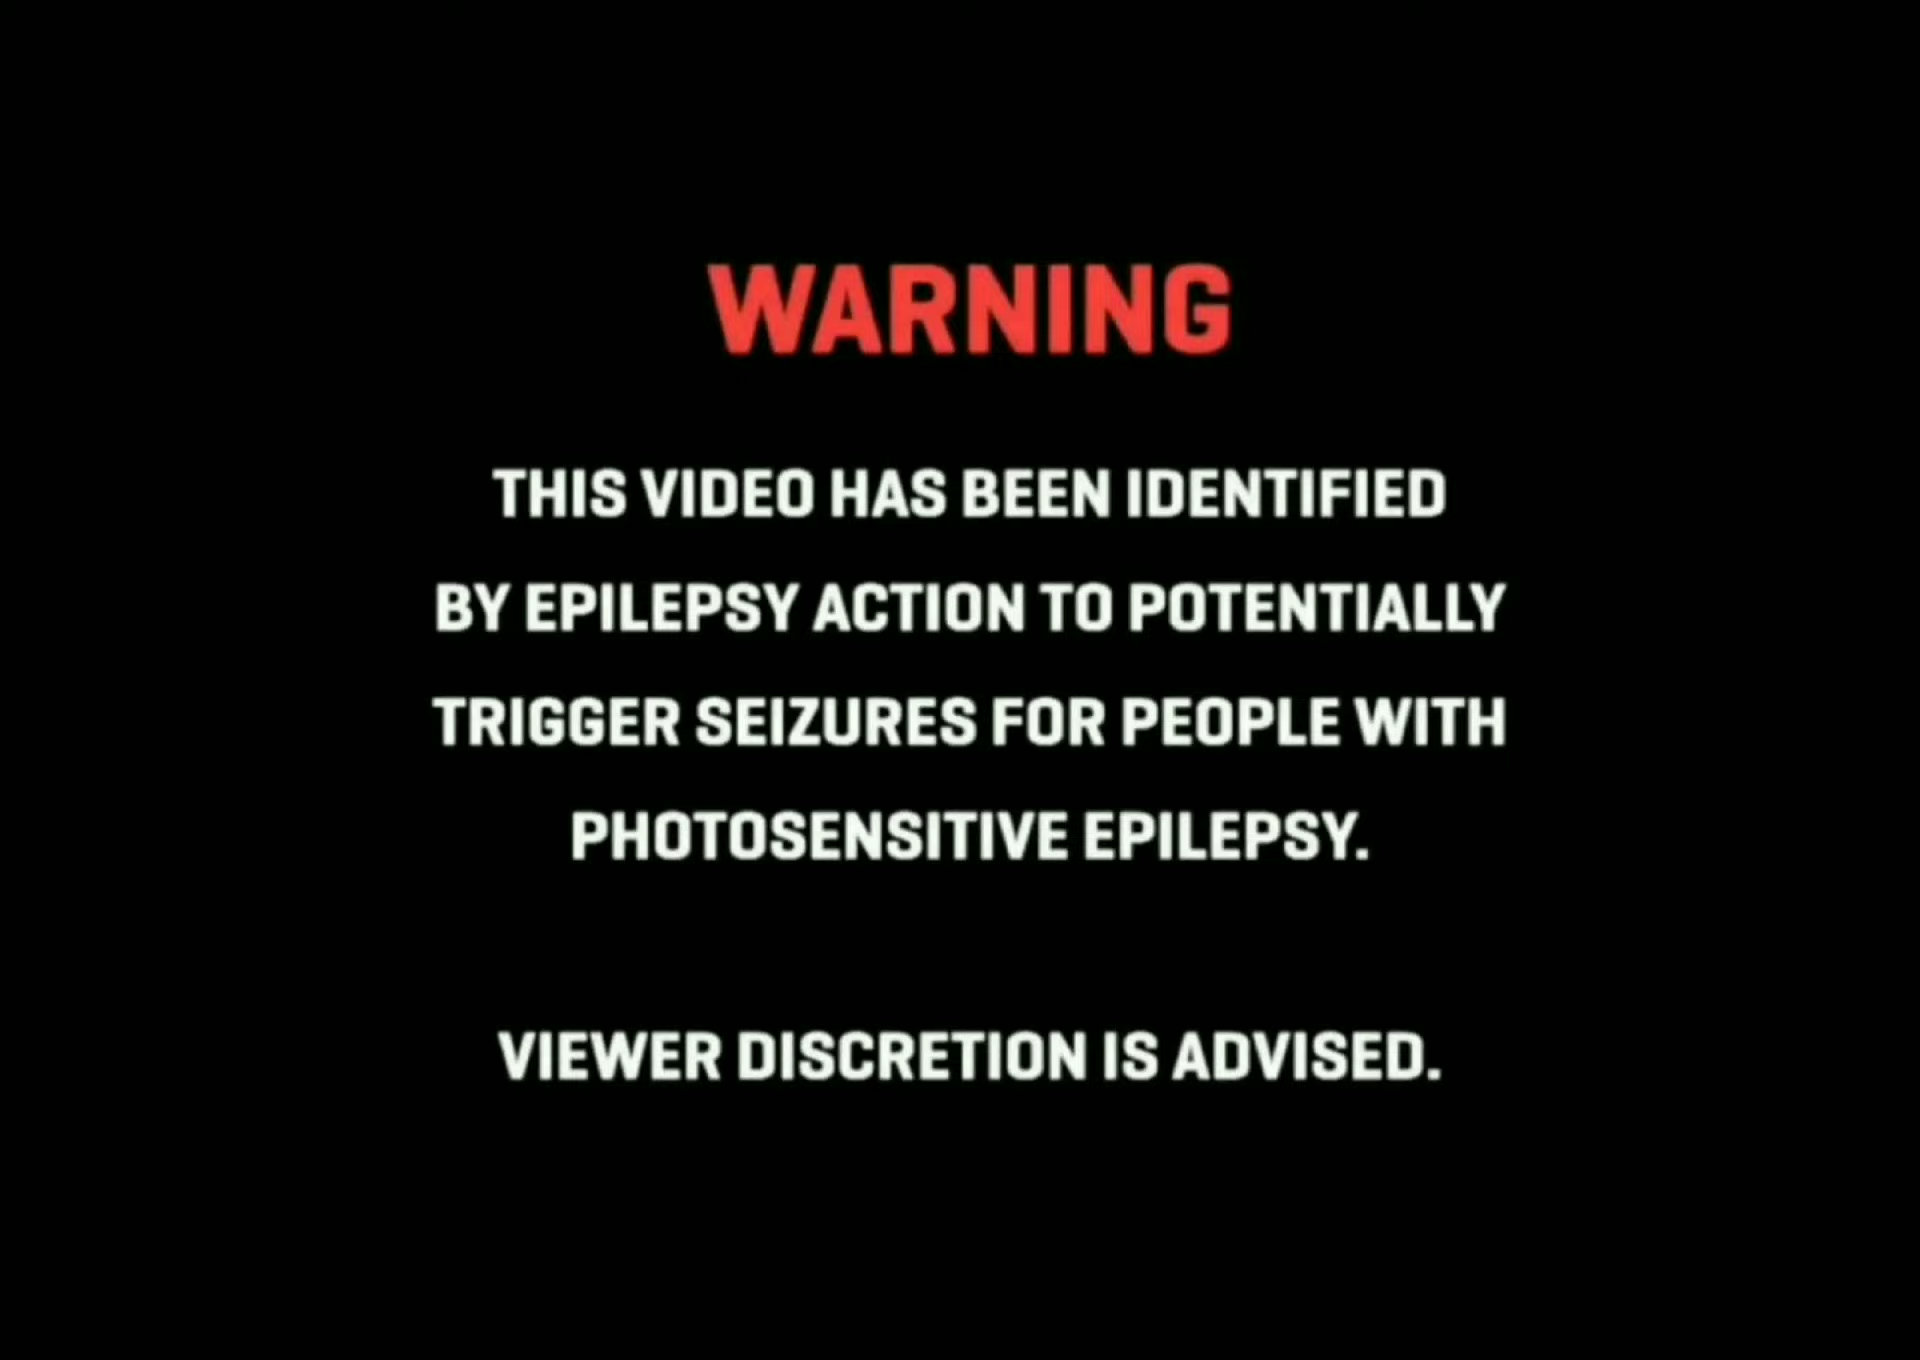 WARNING
THIS VIDEO HAS BEEN IDENTIFIED
BY EPILEPSY ACTION TO POTENTIALLY
TRIGGER SEIZURES FOR PEOPLE WITH
PHOTOSENSITIVE EPILEPSY.
VIEWER DISCRETION IS ADVISED.